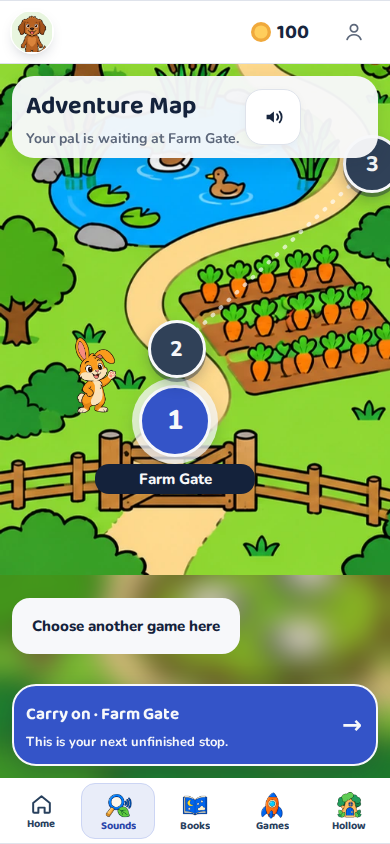 100
Adventure Map
Your pal is waiting at Farm Gate.
3
2
1
Farm Gate
Choose another game here
Carry on · Farm Gate
This is your next unfinished stop.
→
Home
Sounds
Books
Games
Hollow